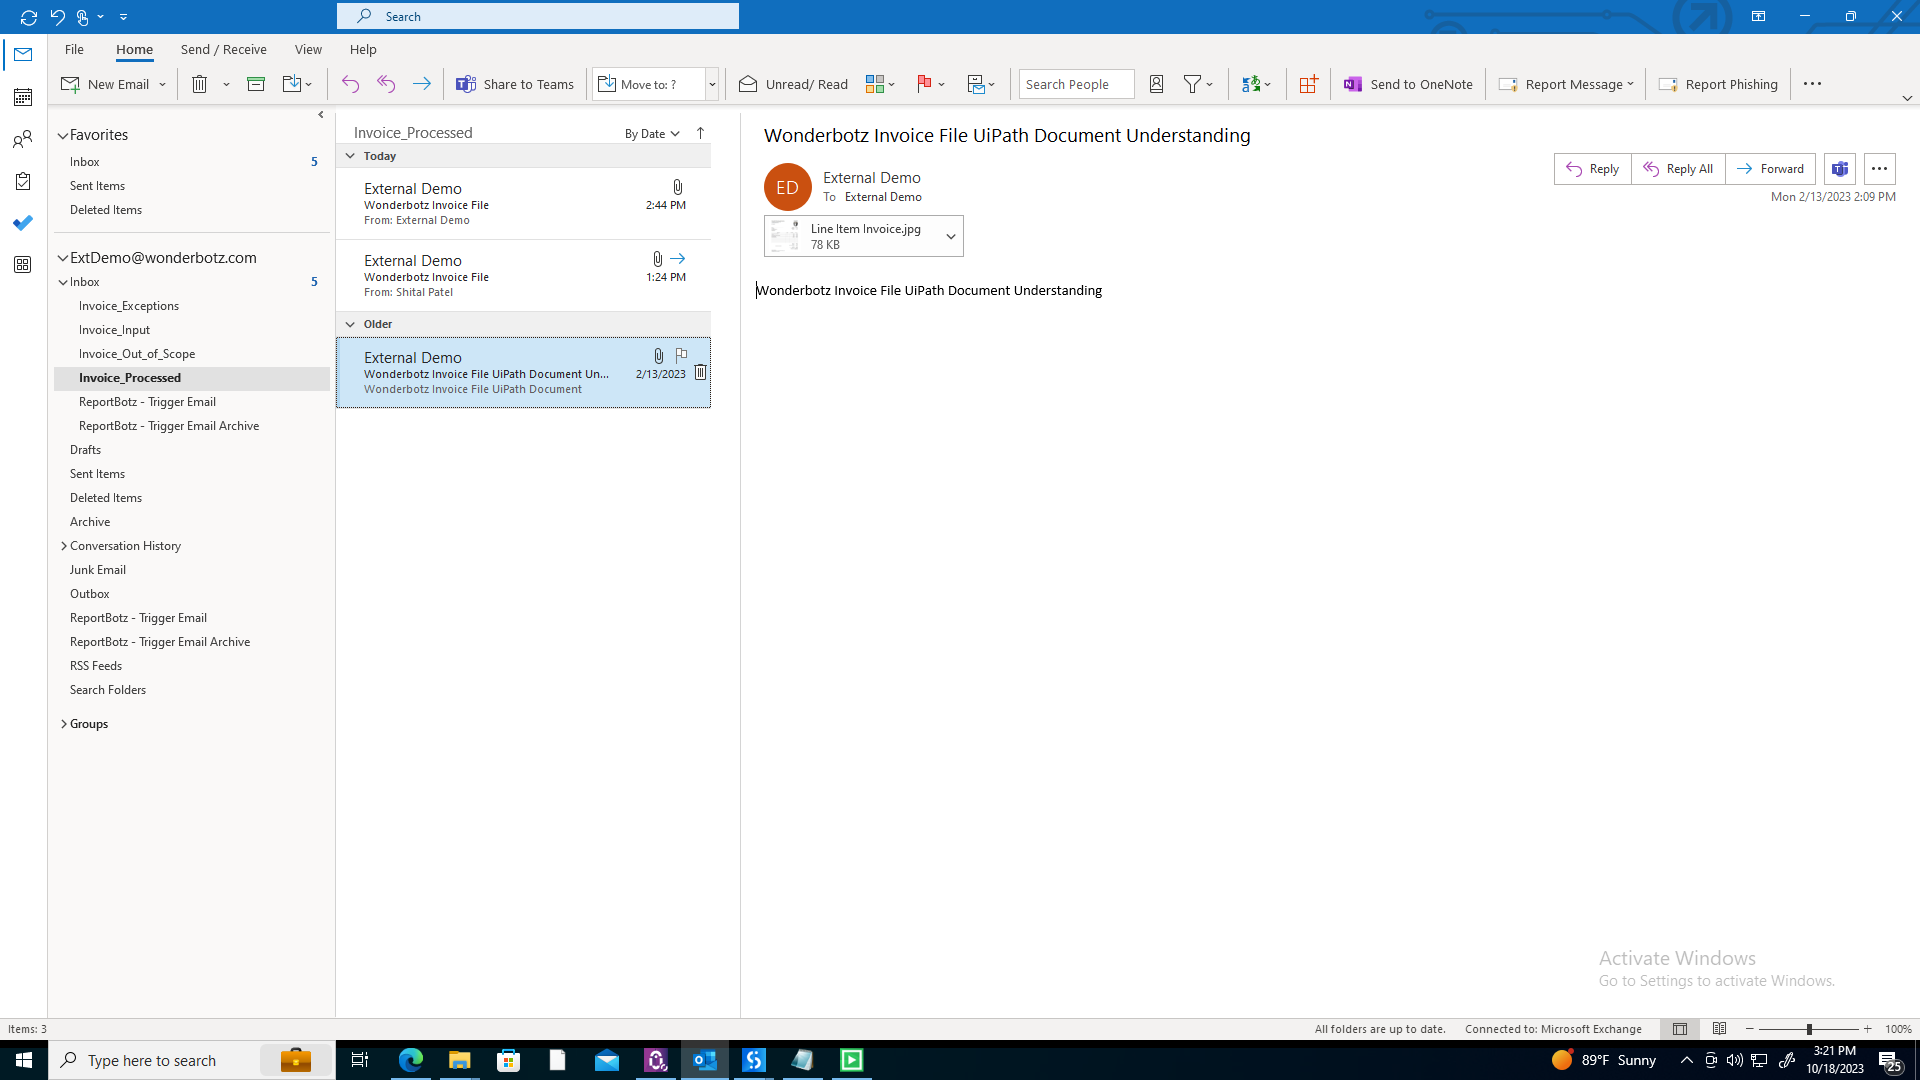 Search
File Home Send / Receive View Help
New Email Share to Teams Move to: ? Unread/ Read Search People Send to OneNote Report Message Report Phishing
Favorites
Inbox 5
Sent Items
Deleted Items
ExtDemo@wonderbotz.com
Inbox 5
Invoice_Exceptions
Invoice_Input
Invoice_Out_of_Scope
Invoice_Processed
ReportBotz - Trigger Email
ReportBotz - Trigger Email Archive
Drafts
Sent Items
Deleted Items
Archive
Conversation History
Junk Email
Outbox
ReportBotz - Trigger Email
ReportBotz - Trigger Email Archive
RSS Feeds
Search Folders
Groups
Invoice_Processed By Date
Today
External Demo
Wonderbotz Invoice File 2:44 PM
From: External Demo
External Demo
Wonderbotz Invoice File 1:24 PM
From: Shital Patel
Older
External Demo
Wonderbotz Invoice File UiPath Document Un... 2/13/2023
Wonderbotz Invoice File UiPath Document
Wonderbotz Invoice File UiPath Document Understanding
ED
External Demo
To External Demo
Reply Reply All Forward
Mon 2/13/2023 2:09 PM
Line Item Invoice.jpg
78 KB
Wonderbotz Invoice File UiPath Document Understanding
Activate Windows
Go to Settings to activate Windows.
Items: 3 All folders are up to date. Connected to: Microsoft Exchange 100%
Type here to search 89°F Sunny 3:21 PM
10/18/2023 25